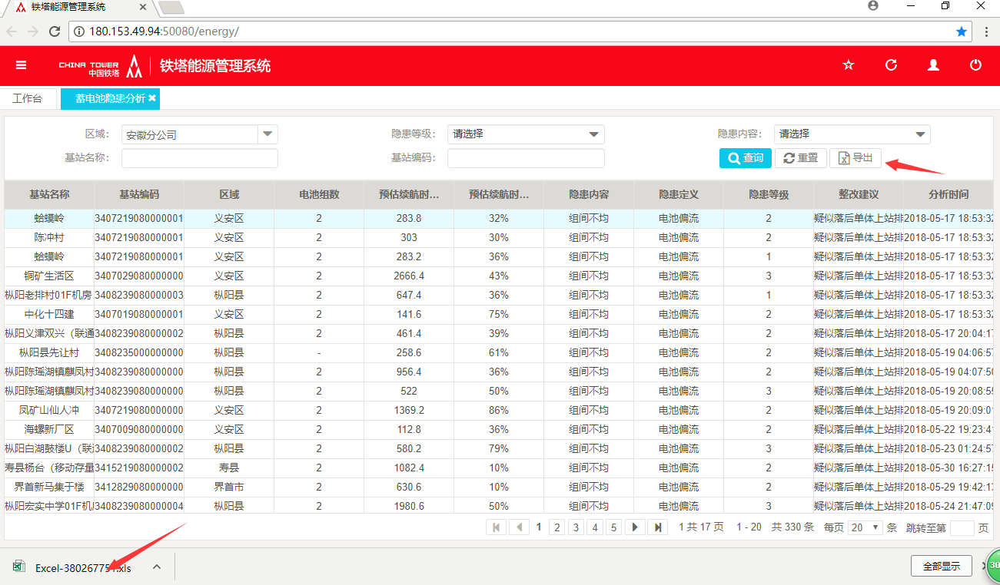 铁塔能源管理系统
180.153.49.94:50080/energy/
CHINA TOWER
中国铁塔
铁塔能源管理系统
工作台 蓄电池隐患分析
区域： 安徽分公司 隐患等级： 请选择 隐患内容： 请选择
基站名称： 基站编码： 查询 重置 导出
基站名称 基站编码 区域 电池组数 预估续航时... 预估续航时... 隐患内容 隐患定义 隐患等级 整改建议 分析时间
蛤蟆岭 3407219080000001 义安区 2 283.8 32% 组间不均 电池偏流 2 疑似落后单体上站排 2018-05-17 18:53:32
陈冲村 3407219080000001 义安区 2 303 30% 组间不均 电池偏流 2 疑似落后单体上站排 2018-05-17 18:53:32
蛤蟆岭 3407219080000001 义安区 2 283.2 36% 组间不均 电池偏流 1 疑似落后单体上站排 2018-05-17 18:53:32
铜矿生活区 3407029080000000 义安区 2 2666.4 43% 组间不均 电池偏流 3 疑似落后单体上站排 2018-05-17 18:53:32
枞阳老排村01F机房 3408239080000003 枞阳县 2 647.4 36% 组间不均 电池偏流 1 疑似落后单体上站排 2018-05-17 18:53:32
中化十四建 3407019080000001 义安区 2 141.6 75% 组间不均 电池偏流 2 疑似落后单体上站排 2018-05-17 18:53:32
枞阳义津双兴（联通 3408239080000002 枞阳县 2 461.4 39% 组间不均 电池偏流 2 疑似落后单体上站排 2018-05-17 20:04:17
枞阳县先让村 3408235000000000 枞阳县 - 258.6 61% 组间不均 电池偏流 2 疑似落后单体上站排 2018-05-19 04:06:57
枞阳陈瑶湖镇麒凤村 3408239080000000 枞阳县 2 956.4 36% 组间不均 电池偏流 2 疑似落后单体上站排 2018-05-19 04:07:50
枞阳陈瑶湖镇麒凤村 3408239080000000 枞阳县 2 522 50% 组间不均 电池偏流 3 疑似落后单体上站排 2018-05-19 20:08:55
凤矿山仙人冲 3407219080000000 义安区 2 1369.2 86% 组间不均 电池偏流 2 疑似落后单体上站排 2018-05-19 20:09:01
海螺新厂区 3407009080000000 义安区 2 112.8 36% 组间不均 电池偏流 2 疑似落后单体上站排 2018-05-22 19:23:41
枞阳白湖鼓楼U（联通 3408239080000002 枞阳县 2 580.2 79% 组间不均 电池偏流 3 疑似落后单体上站排 2018-05-23 01:24:57
寿县杨台（移动存量 3415219080000002 寿县 2 1082.4 10% 组间不均 电池偏流 2 疑似落后单体上站排 2018-05-30 16:27:15
界首新马集于楼 3412829080000000 界首市 2 630.6 10% 组间不均 电池偏流 2 疑似落后单体上站排 2018-05-29 19:42:13
枞阳宏实中学01F机 3408239080000004 枞阳县 2 1980.6 50% 组间不均 电池偏流 3 疑似落后单体上站排 2018-05-24 21:47:09
1 2 3 4 5 1 共 17 页 1 - 20 共 330 条 每页 20 条 跳转至第 页
Excel-380267751.xls 全部显示 30